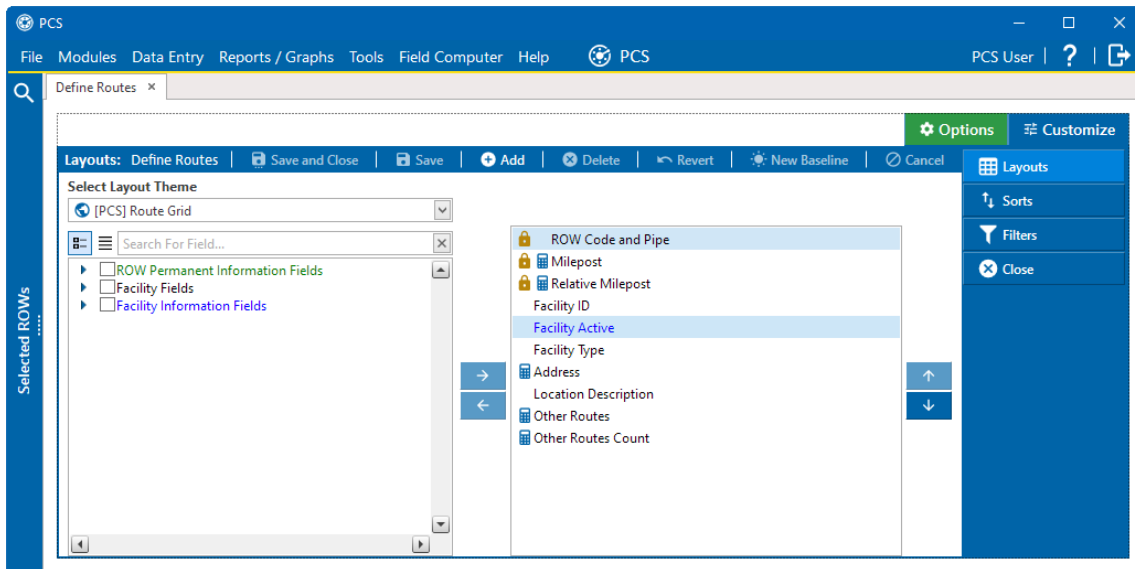 PCS
File Modules Data Entry Reports / Graphs Tools Field Computer Help PCS PCS User | ? |
Define Routes ×
Selected ROWs
Options Customize
Layouts: Define Routes | Save and Close | Save | Add | Delete | Revert | New Baseline | Cancel
Select Layout Theme
[PCS] Route Grid
Search For Field...
ROW Permanent Information Fields
Facility Fields
Facility Information Fields
ROW Code and Pipe
Milepost
Relative Milepost
Facility ID
Facility Active
Facility Type
Address
Location Description
Other Routes
Other Routes Count
Layouts
Sorts
Filters
Close